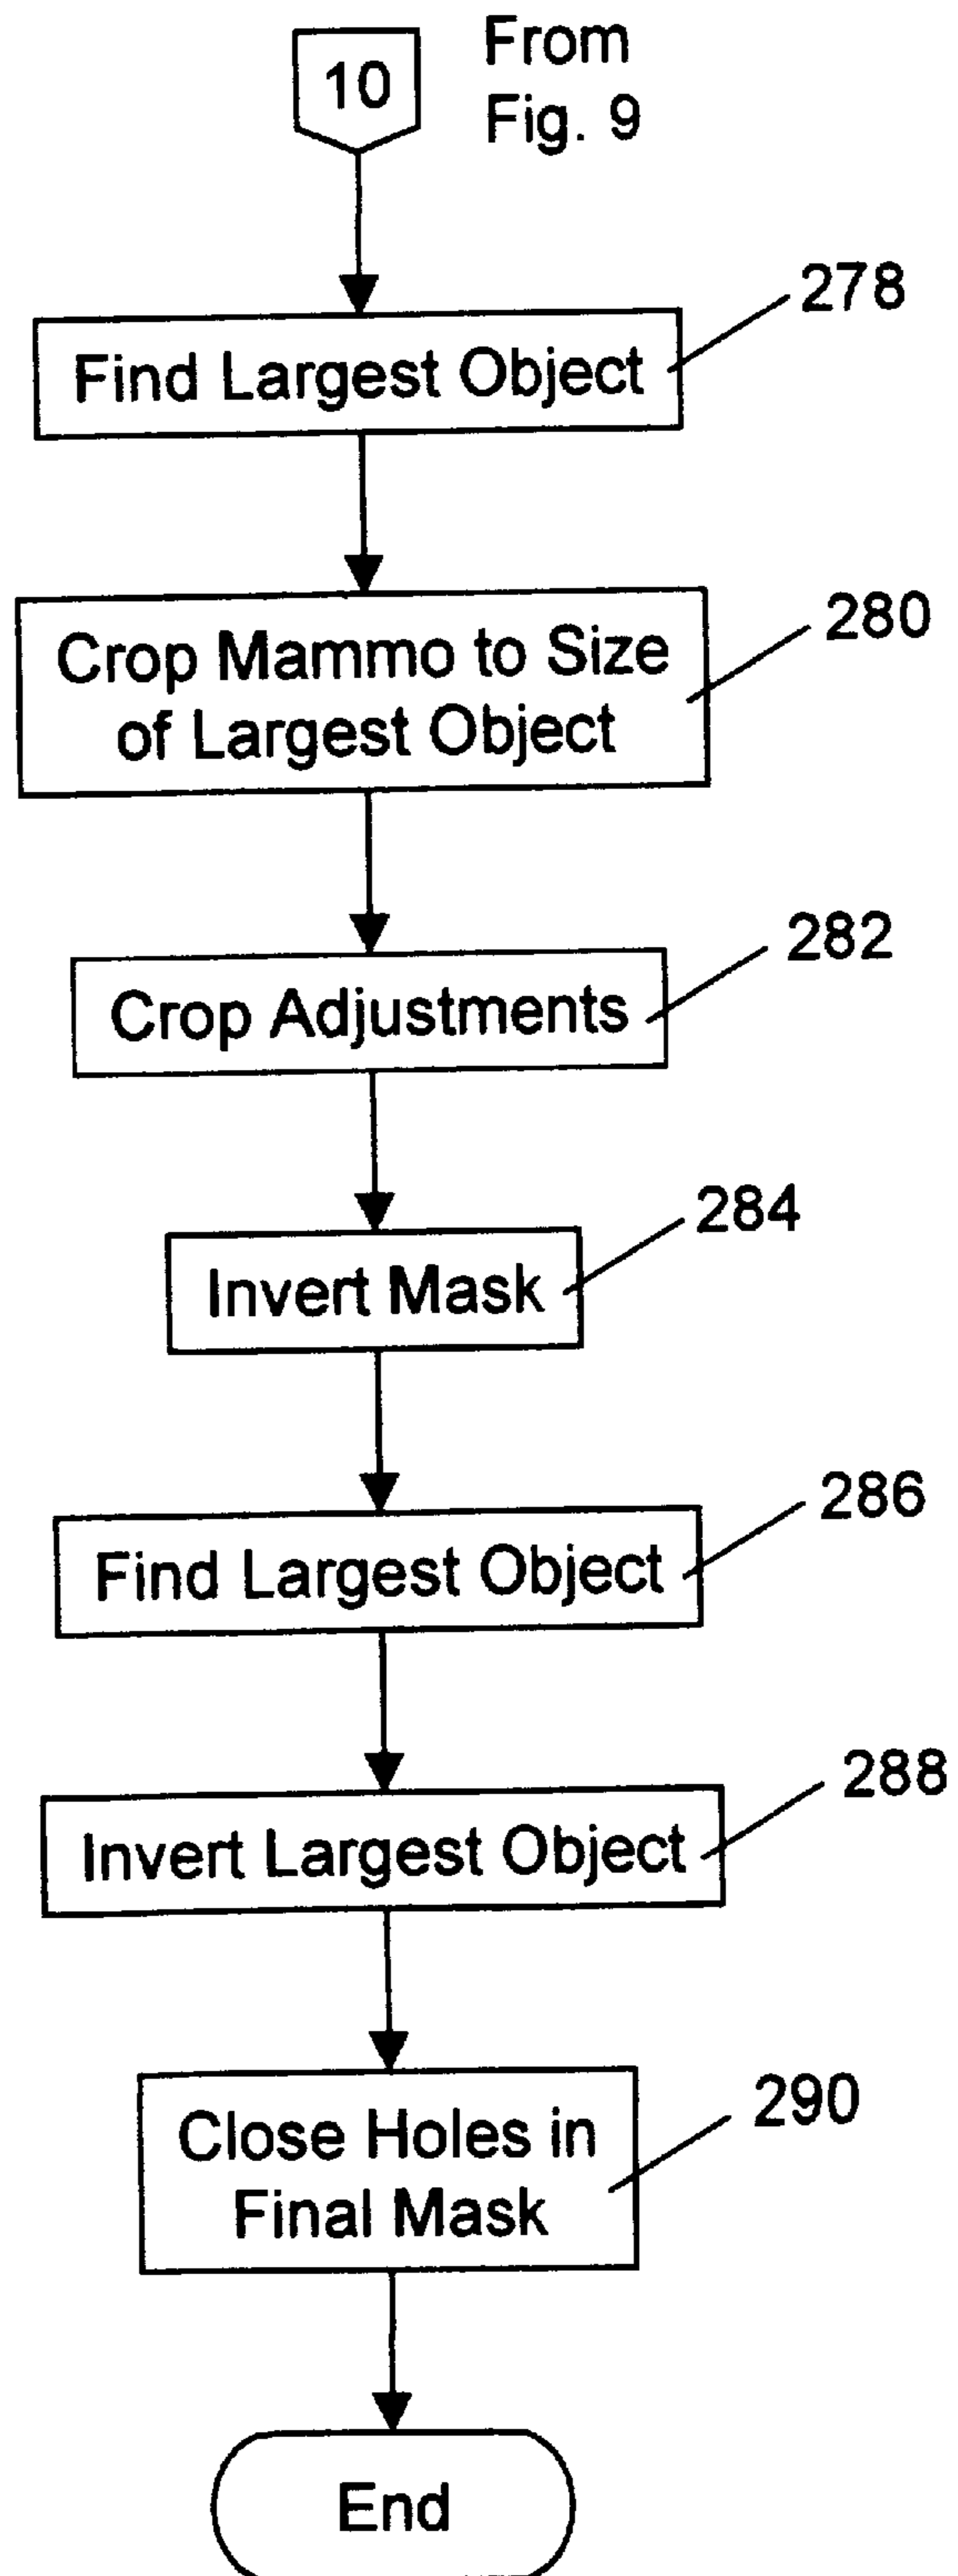 10
From
Fig. 9
278
Find Largest Object
280
Crop Mammo to Size
of Largest Object
282
Crop Adjustments
284
Invert Mask
286
Find Largest Object
288
Invert Largest Object
290
Close Holes in
Final Mask
End